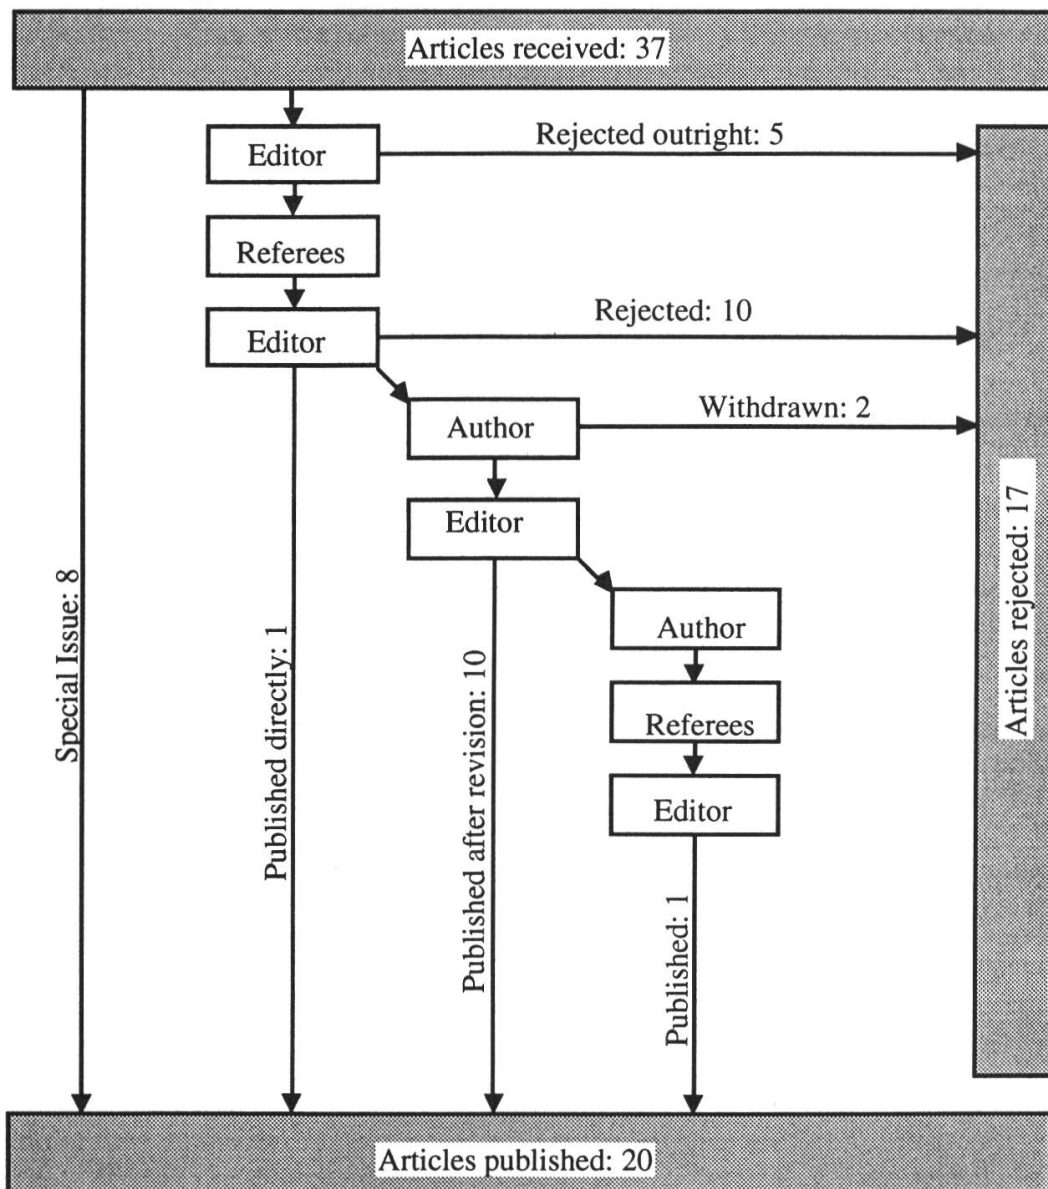 Articles received: 37
Editor
Rejected outright: 5
Referees
Editor
Rejected: 10
Author
Withdrawn: 2
Editor
Author
Referees
Editor
Special Issue: 8
Published directly: 1
Published after revision: 10
Published: 1
Articles rejected: 17
Articles published: 20